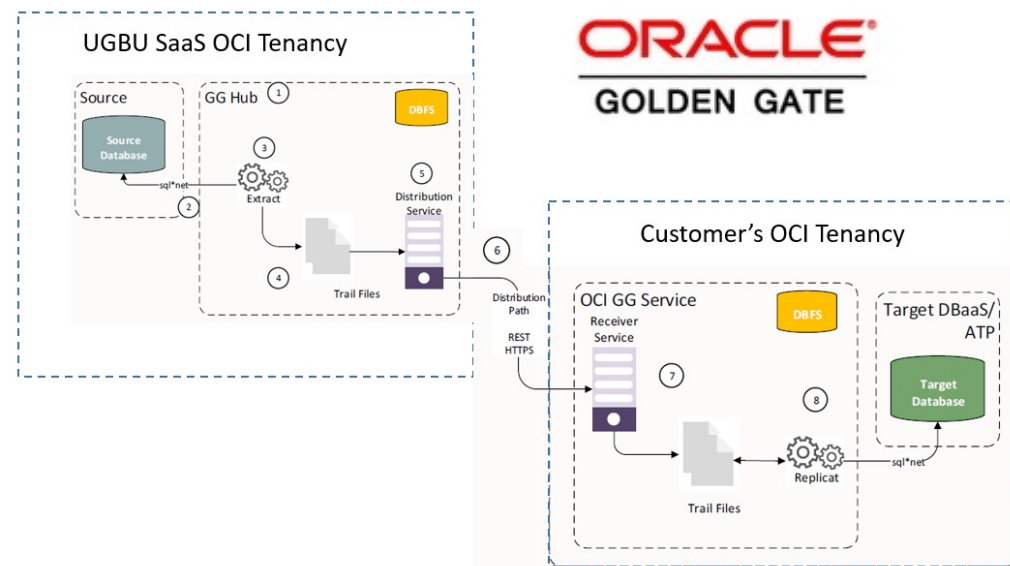 UGBU SaaS OCI Tenancy
ORACLE®
GOLDEN GATE
Source
GG Hub
1
DBFS
Source
Database
3
5
sql*net
Extract
Distribution
Service
2
4
Trail Files
6
Distribution
Path
REST
HTTPS
Customer's OCI Tenancy
OCI GG Service
DBFS
Target DBaaS/
ATP
Receiver
Service
7
8
Target
Database
sql*net
Replicat
Trail Files